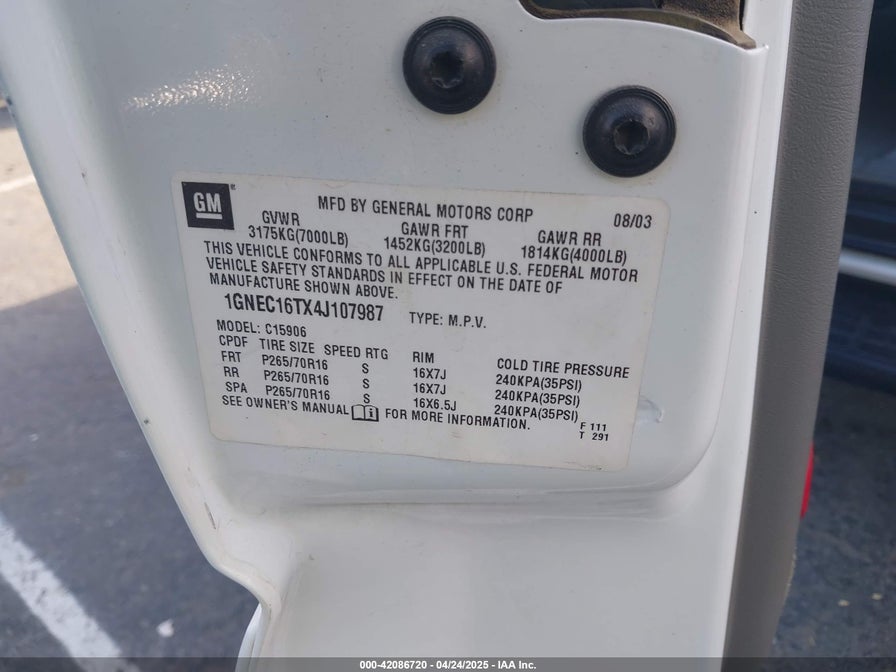 GM
MFD BY GENERAL MOTORS CORP 08/03
GVWR GAWR FRT GAWR RR
3175KG(7000LB) 1452KG(3200LB) 1814KG(4000LB)
THIS VEHICLE CONFORMS TO ALL APPLICABLE U.S. FEDERAL MOTOR
VEHICLE SAFETY STANDARDS IN EFFECT ON THE DATE OF
MANUFACTURE SHOWN ABOVE.
1GNEC16TX4J107987 TYPE: M.P.V.
MODEL: C15906
CPDF TIRE SIZE SPEED RTG RIM COLD TIRE PRESSURE
FRT P265/70R16 S 16X7J 240KPA(35PSI)
RR P265/70R16 S 16X7J 240KPA(35PSI)
SPA P265/70R16 S 16X6.5J 240KPA(35PSI)
SEE OWNER'S MANUAL FOR MORE INFORMATION.
F 111
T 291
000-42086720 - 04/24/2025 - IAA Inc.